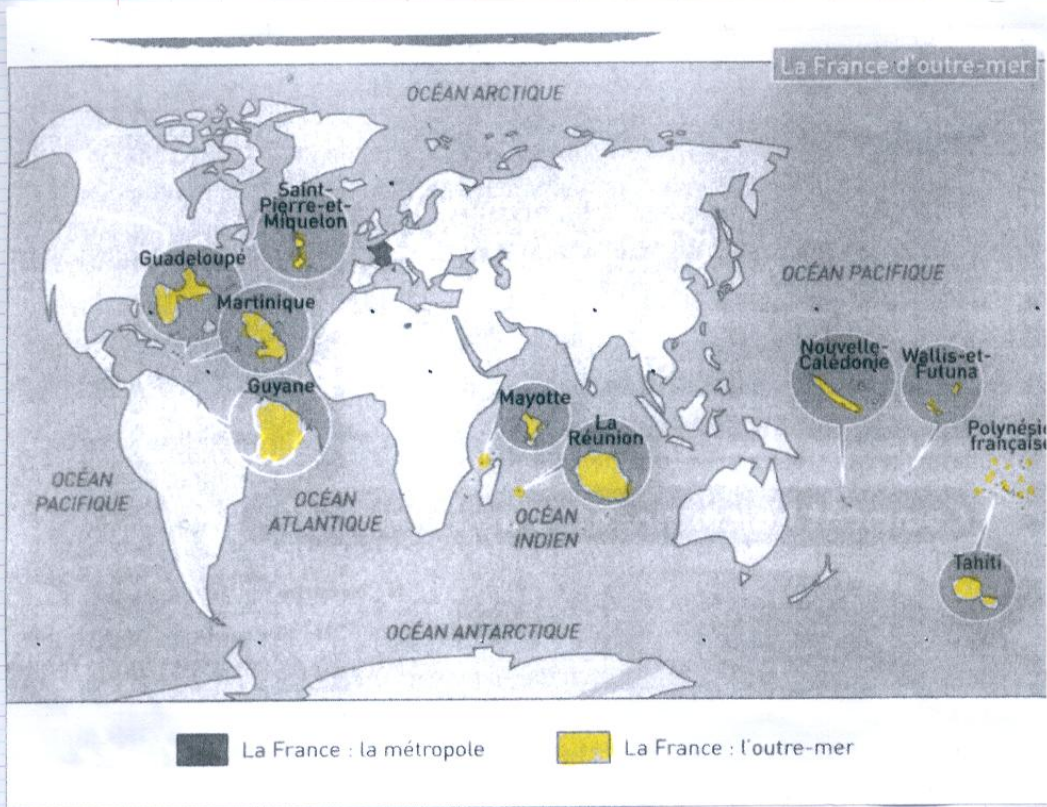 La France d'outre-mer
OCÉAN ARCTIQUE
Saint-
Pierre-et-
Miquelon
Guadeloupe
Martinique
Guyane
OCÉAN PACIFIQUE
Nouvelle-
Calédonie
Wallis-et-
Futuna
Mayotte
La
Réunion
Polynésie
française
OCÉAN
PACIFIQUE
OCÉAN
ATLANTIQUE
OCÉAN
INDIEN
Tahiti
OCÉAN ANTARCTIQUE
La France : la métropole
La France : l'outre-mer